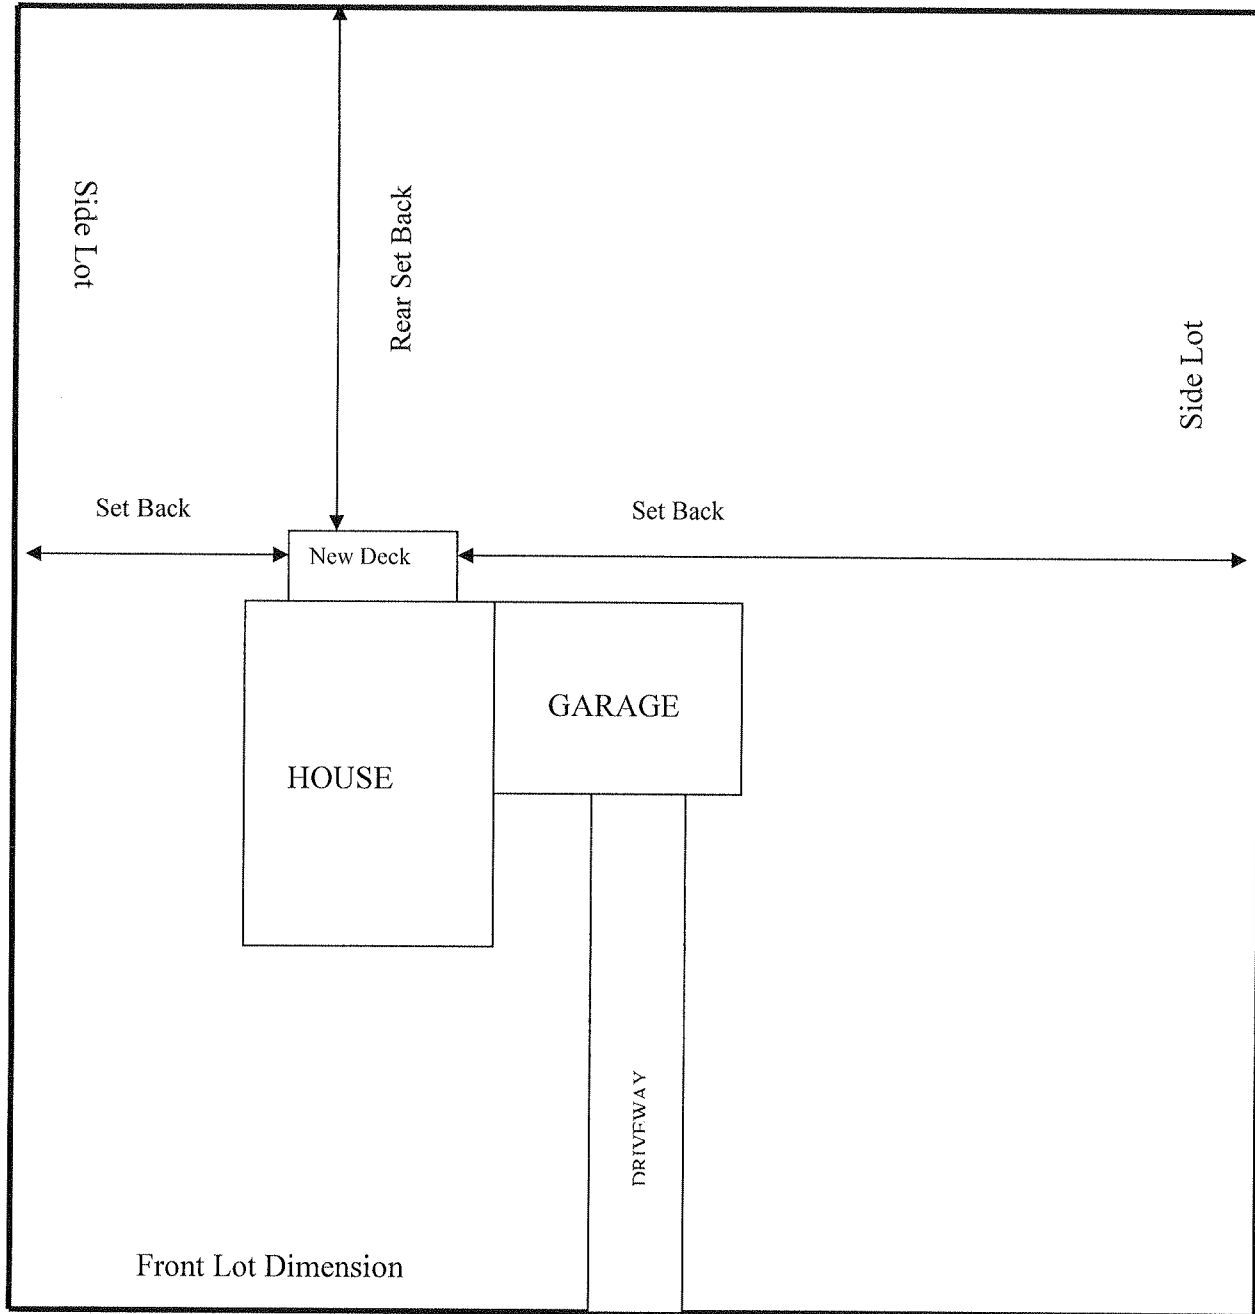 Side Lot
Rear Set Back
Side Lot
Set Back
Set Back
New Deck
GARAGE
HOUSE
DRIVEWAY
Front Lot Dimension